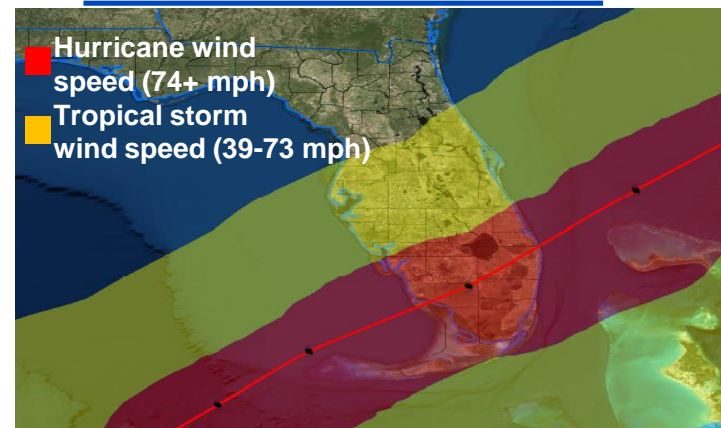 Hurricane wind
speed (74+ mph)
Tropical storm
wind speed (39-73 mph)